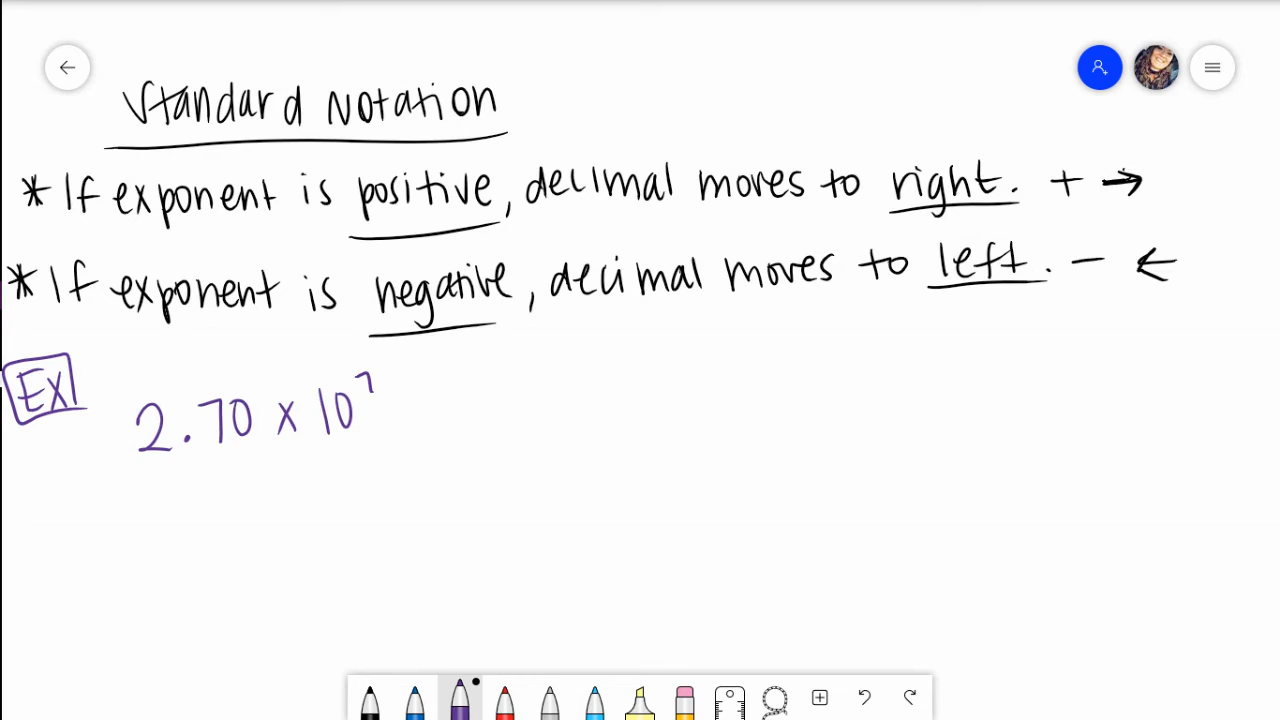 Standard Notation
*If exponent is positive, decimal moves to right. + →
*If exponent is negative, decimal moves to left. - ←
Ex
2.70 x 10⁷